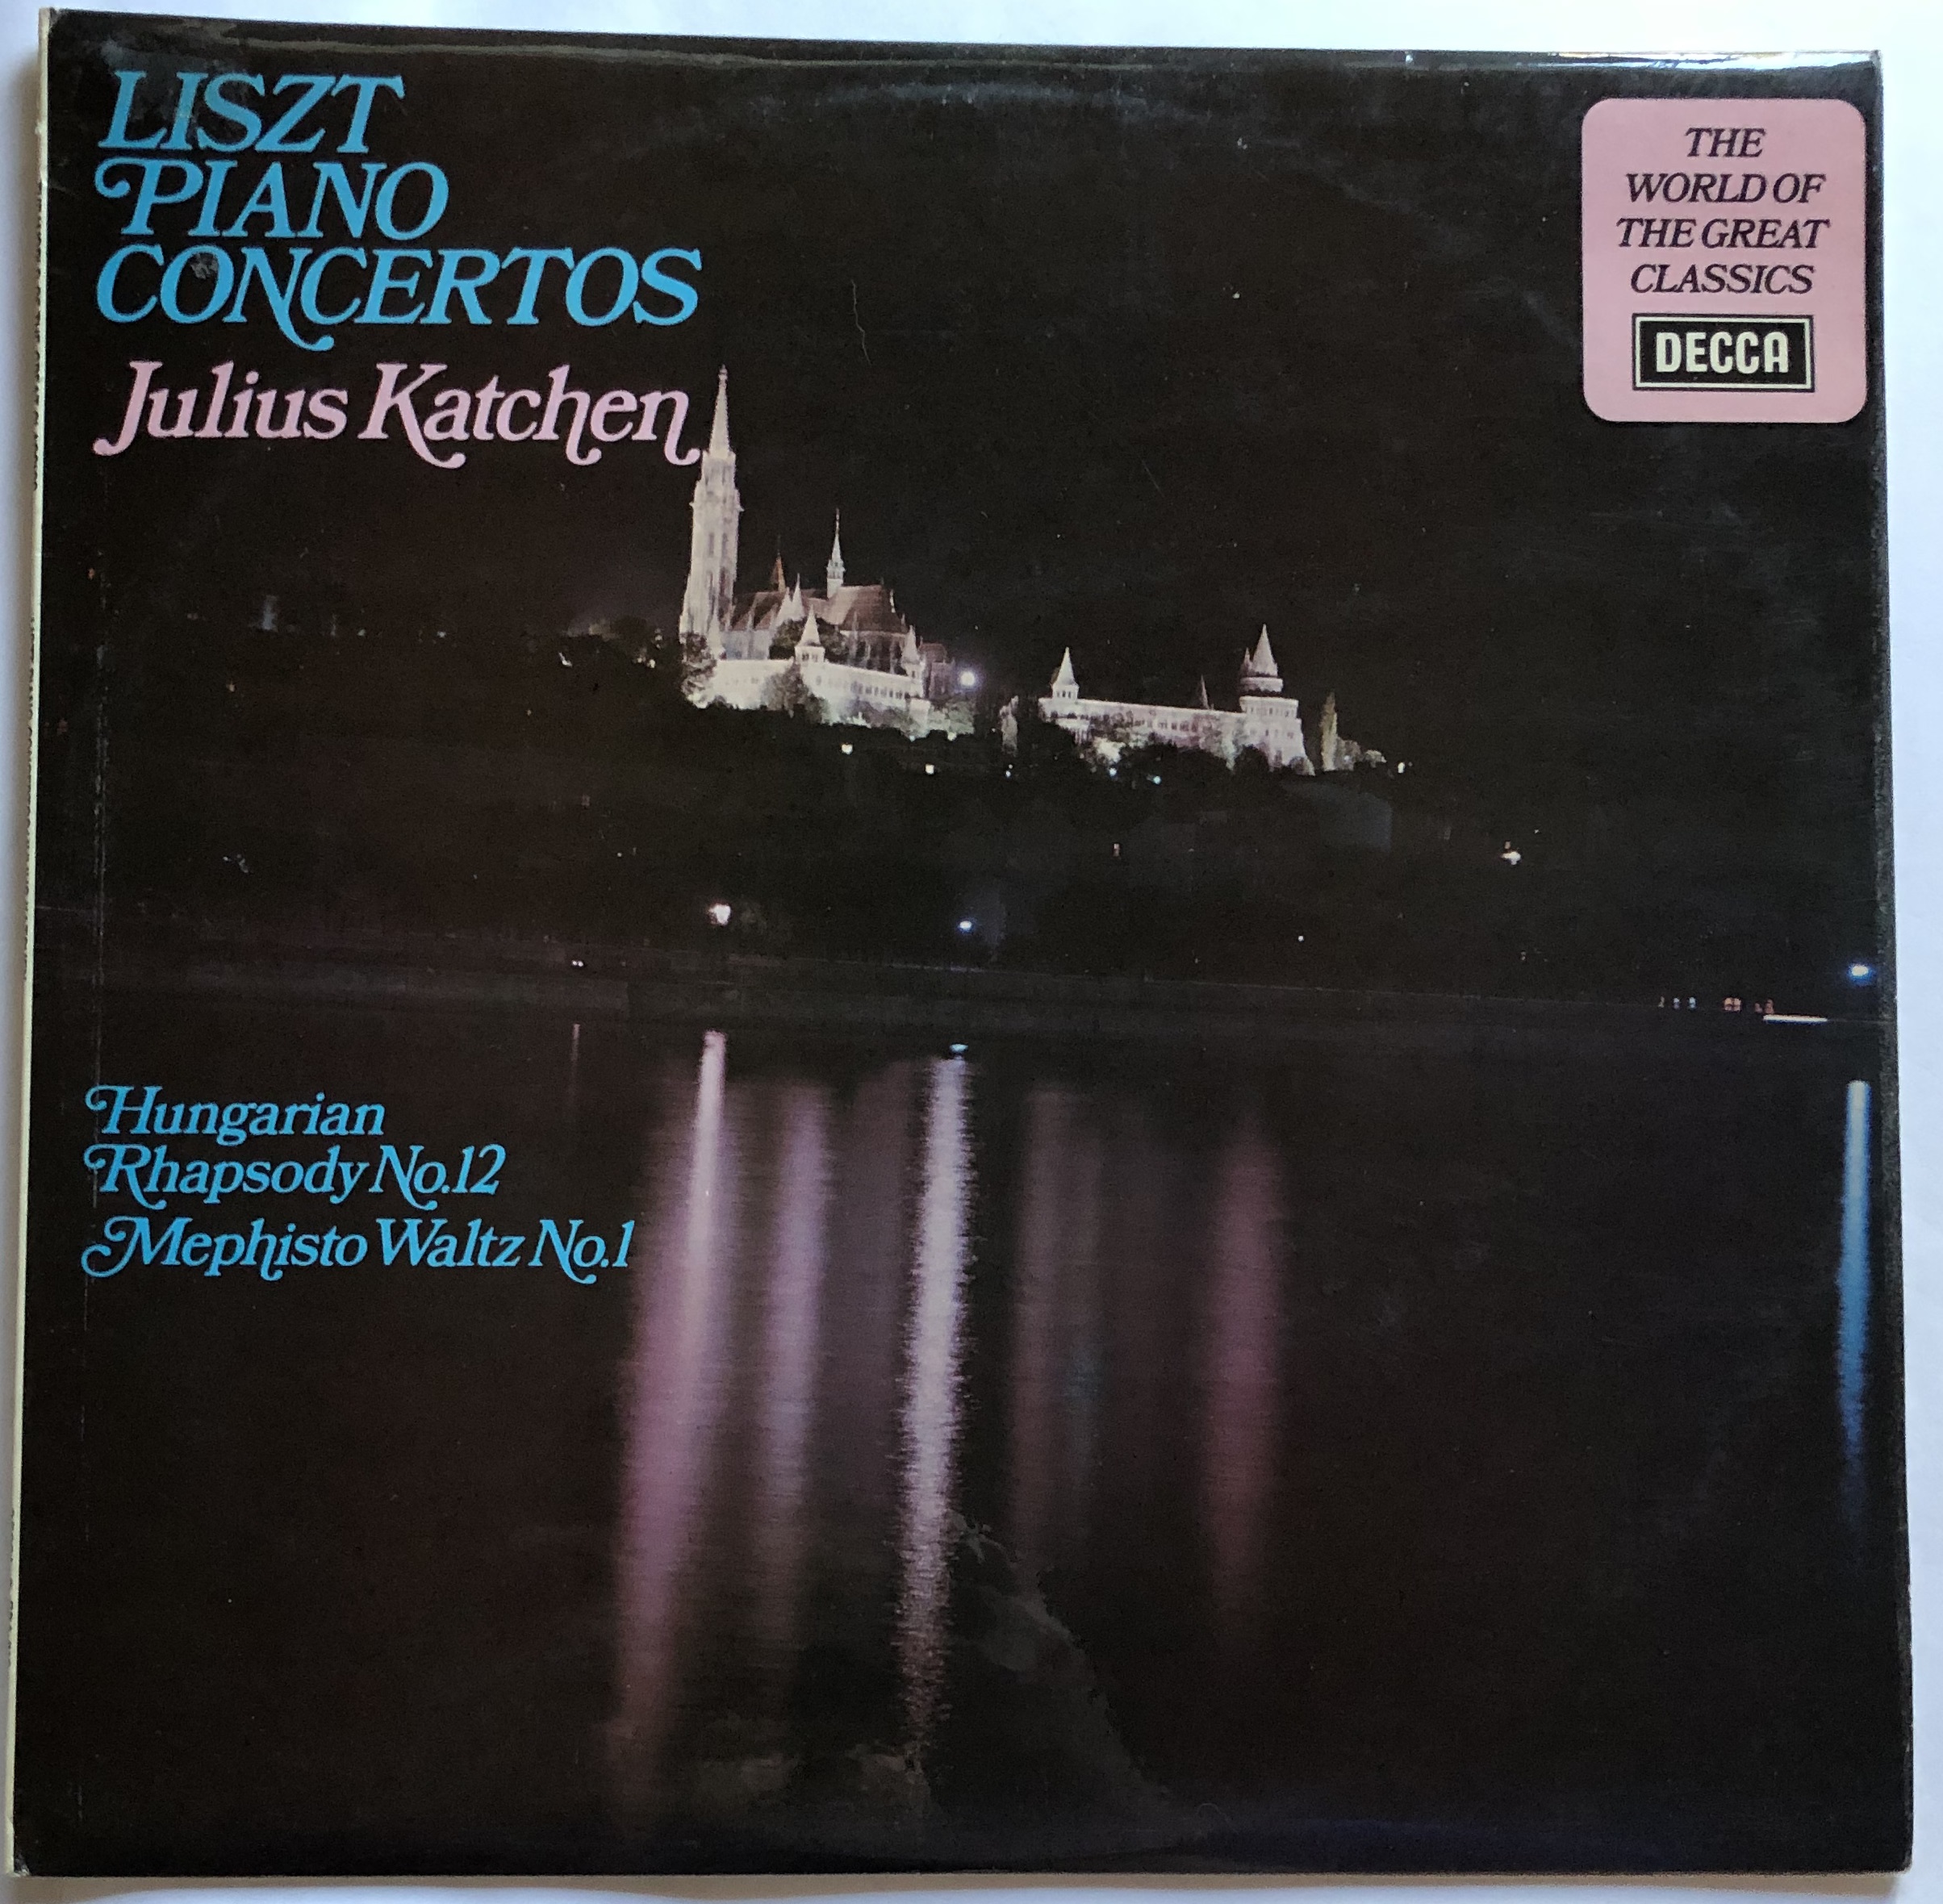 LISZT
PIANO
CONCERTOS
Julius Katchen
THE
WORLD OF
THE GREAT
CLASSICS
DECCA
Hungarian
Rhapsody No.12
Mephisto Waltz No.1